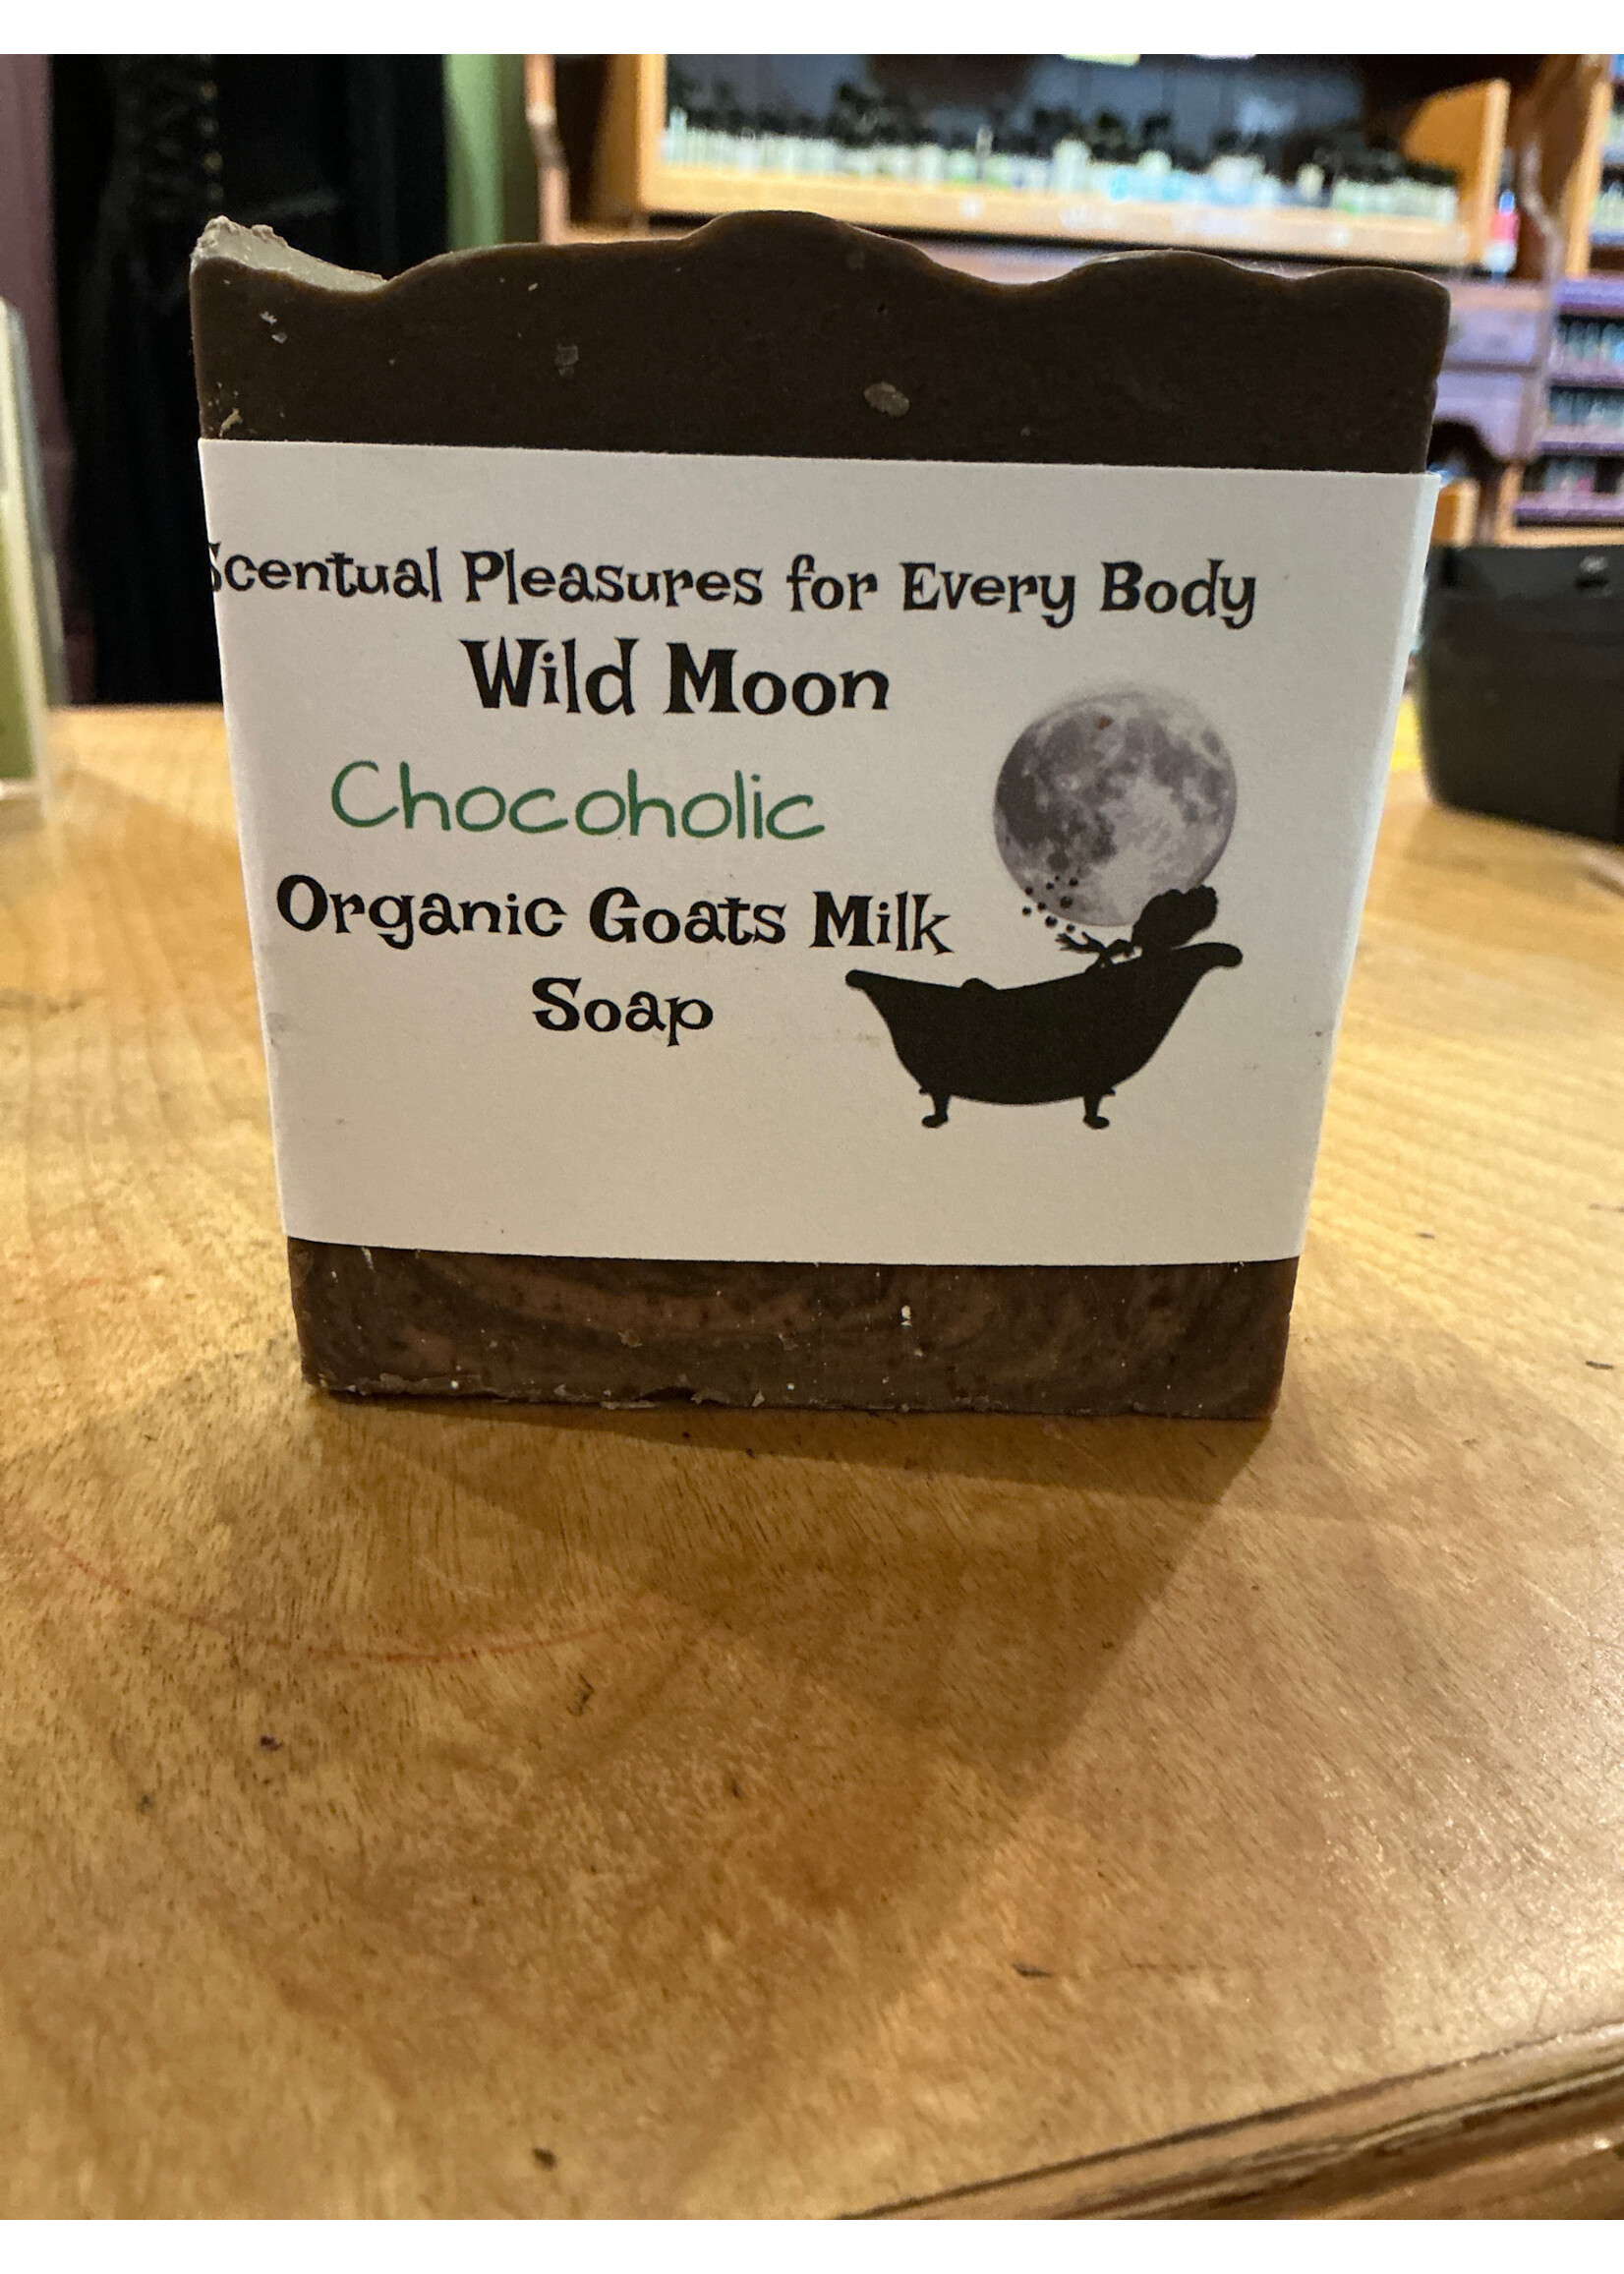 Scentual Pleasures for Every Body
Wild Moon
Chocoholic
Organic Goats Milk
Soap